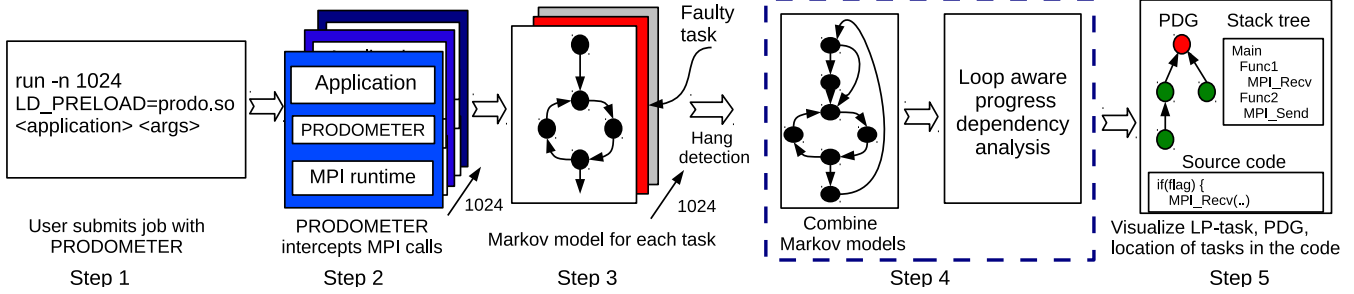 run -n 1024
LD_PRELOAD=prodo,so
<application> <args>
User submits job with
PRODOMETER
Step 1
Application
PRODOMETER
MPI runtime
1024
PRODOMETER
intercepts MPI calls
Step 2
Faulty
task
Hang
detection
1024
Markov model for each task
Step 3
Combine
Markov models
Loop aware
progress
dependency
analysis
Step 4
PDG
Stack tree
Main
Func1
MPI_Recv
Func2
MPI_Send
Source code
if(flag) {
MPI_Recv(..)
Visualize LP-task, PDG,
location of tasks in the code
Step 5